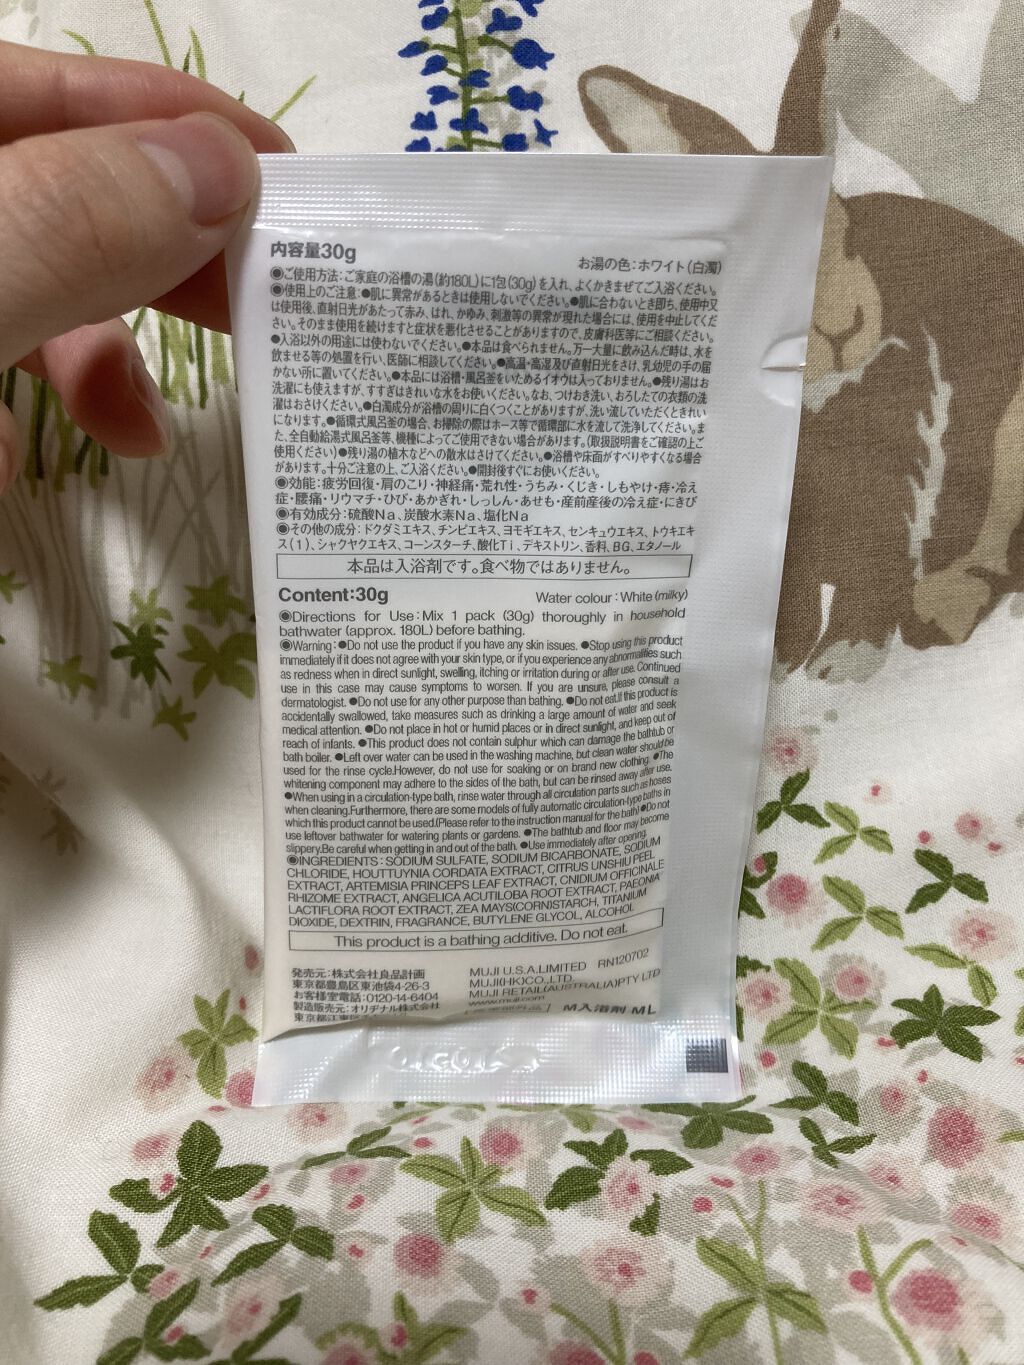 内容量30g
お湯の色：ホワイト（白濁）
◉ご使用方法：ご家庭の浴槽の湯（約180L）に1包（30g）を入れ、よくかきまぜてご入浴ください。
◉使用上のご注意：●肌に異常があるときは使用しないでください。●肌に合わないとき即ち、使用中又
は使用後、直射日光があたって赤み、はれ、かゆみ、刺激等の異常が現れた場合には、使用を中止してくだ
さい。そのまま使用を続けますと症状を悪化させることがありますので、皮膚科医等にご相談ください。
●入浴以外の用途には使わないでください。●本品は食べられません。万一大量に飲み込んだ時は、水を
飲ませる等の処置を行い、医師に相談してください。●高温・高湿及び直射日光をさけ、乳幼児の手の届
かない所に置いてください。●本品には浴槽・風呂釜をいためるイオウは入っておりません。●残り湯はお
洗濯にも使えますが、すすぎはきれいな水をお使いください。なお、つけおき洗い、おろしたての衣類の洗
濯はおさけください。●白濁成分が浴槽の周りに白くつくことがありますが、洗い流していただくときれい
になります。●循環式風呂釜の場合、お掃除の際はホース等で循環部に水を流して洗浄してください。ま
た、全自動給湯式風呂釜等、機種によってご使用できない場合があります。（取扱説明書をご確認の上ご
使用ください）●残り湯の植木などへの散水はさけてください。●浴槽や床面がすべりやすくなる場合
があります。十分ご注意の上、ご入浴ください。●開封後すぐにお使いください。
◉効能：疲労回復・肩のこり・神経痛・荒れ性・うちみ・くじき・しもやけ・痔・冷え
症・腰痛・リウマチ・ひび・あかぎれ・しっしん・あせも・産前産後の冷え症・にきび
◉有効成分：硫酸Na、炭酸水素Na、塩化Na
◉その他の成分：ドクダミエキス、チンピエキス、ヨモギエキス、センキュウエキス、トウキエキ
ス（1）、シャクヤクエキス、コーンスターチ、酸化Ti、デキストリン、香料、BG、エタノール
本品は入浴剤です。食べ物ではありません。
Content：30g
Water colour：White (milky)
◉Directions for Use：Mix 1 pack (30g) thoroughly in household
bathwater (approx. 180L) before bathing.
◉Warning：●Do not use the product if you have any skin issues. ●Stop using this product
immediately if it does not agree with your skin type, or if you experience any abnormalities such
as redness when in direct sunlight, swelling, itching or irritation during or after use. Continued
use in this case may cause symptoms to worsen. If you are unsure, please consult a
dermatologist. ●Do not use for any other purpose than bathing. ●Do not eat.If this product is
accidentally swallowed, take measures such as drinking a large amount of water and seek
medical attention. ●Do not place in hot or humid places or in direct sunlight, and keep out of
reach of infants. ●This product does not contain sulphur which can damage the bathtub or
bath boiler. ●Left over water can be used in the washing machine, but clean water should be
used for the rinse cycle.However, do not use for soaking or on brand new clothing. ●The
whitening component may adhere to the sides of the bath, but can be rinsed away after use.
●When using in a circulation-type bath, rinse water through all circulation parts such as hoses
when cleaning.Furthermore, there are some models of fully automatic circulation-type baths in
which this product cannot be used.(Please refer to the instruction manual for the bath) ●Do not
use leftover bathwater for watering plants or gardens. ●The bathtub and floor may become
slippery.Be careful when getting in and out of the bath. ●Use immediately after opening.
◉INGREDIENTS：SODIUM SULFATE, SODIUM BICARBONATE, SODIUM
CHLORIDE, HOUTTUYNIA CORDATA EXTRACT, CITRUS UNSHIU PEEL
EXTRACT, ARTEMISIA PRINCEPS LEAF EXTRACT, CNIDIUM OFFICINALE
RHIZOME EXTRACT, ANGELICA ACUTILOBA ROOT EXTRACT, PAEONIA
LACTIFLORA ROOT EXTRACT, ZEA MAYS(CORN)STARCH, TITANIUM
DIOXIDE, DEXTRIN, FRAGRANCE, BUTYLENE GLYCOL, ALCOHOL
This product is a bathing additive. Do not eat.
発売元：株式会社良品計画
東京都豊島区東池袋4-26-3
お客様室電話：0120-14-6404
製造販売元：オリヂナル株式会社
東京都江東区
MUJI U.S.A.LIMITED RN120702
MUJI(HK)CO.,LTD.
MUJI RETAIL(AUSTRALIA)PTY LTD
www.muji.com
M入浴剤 ML